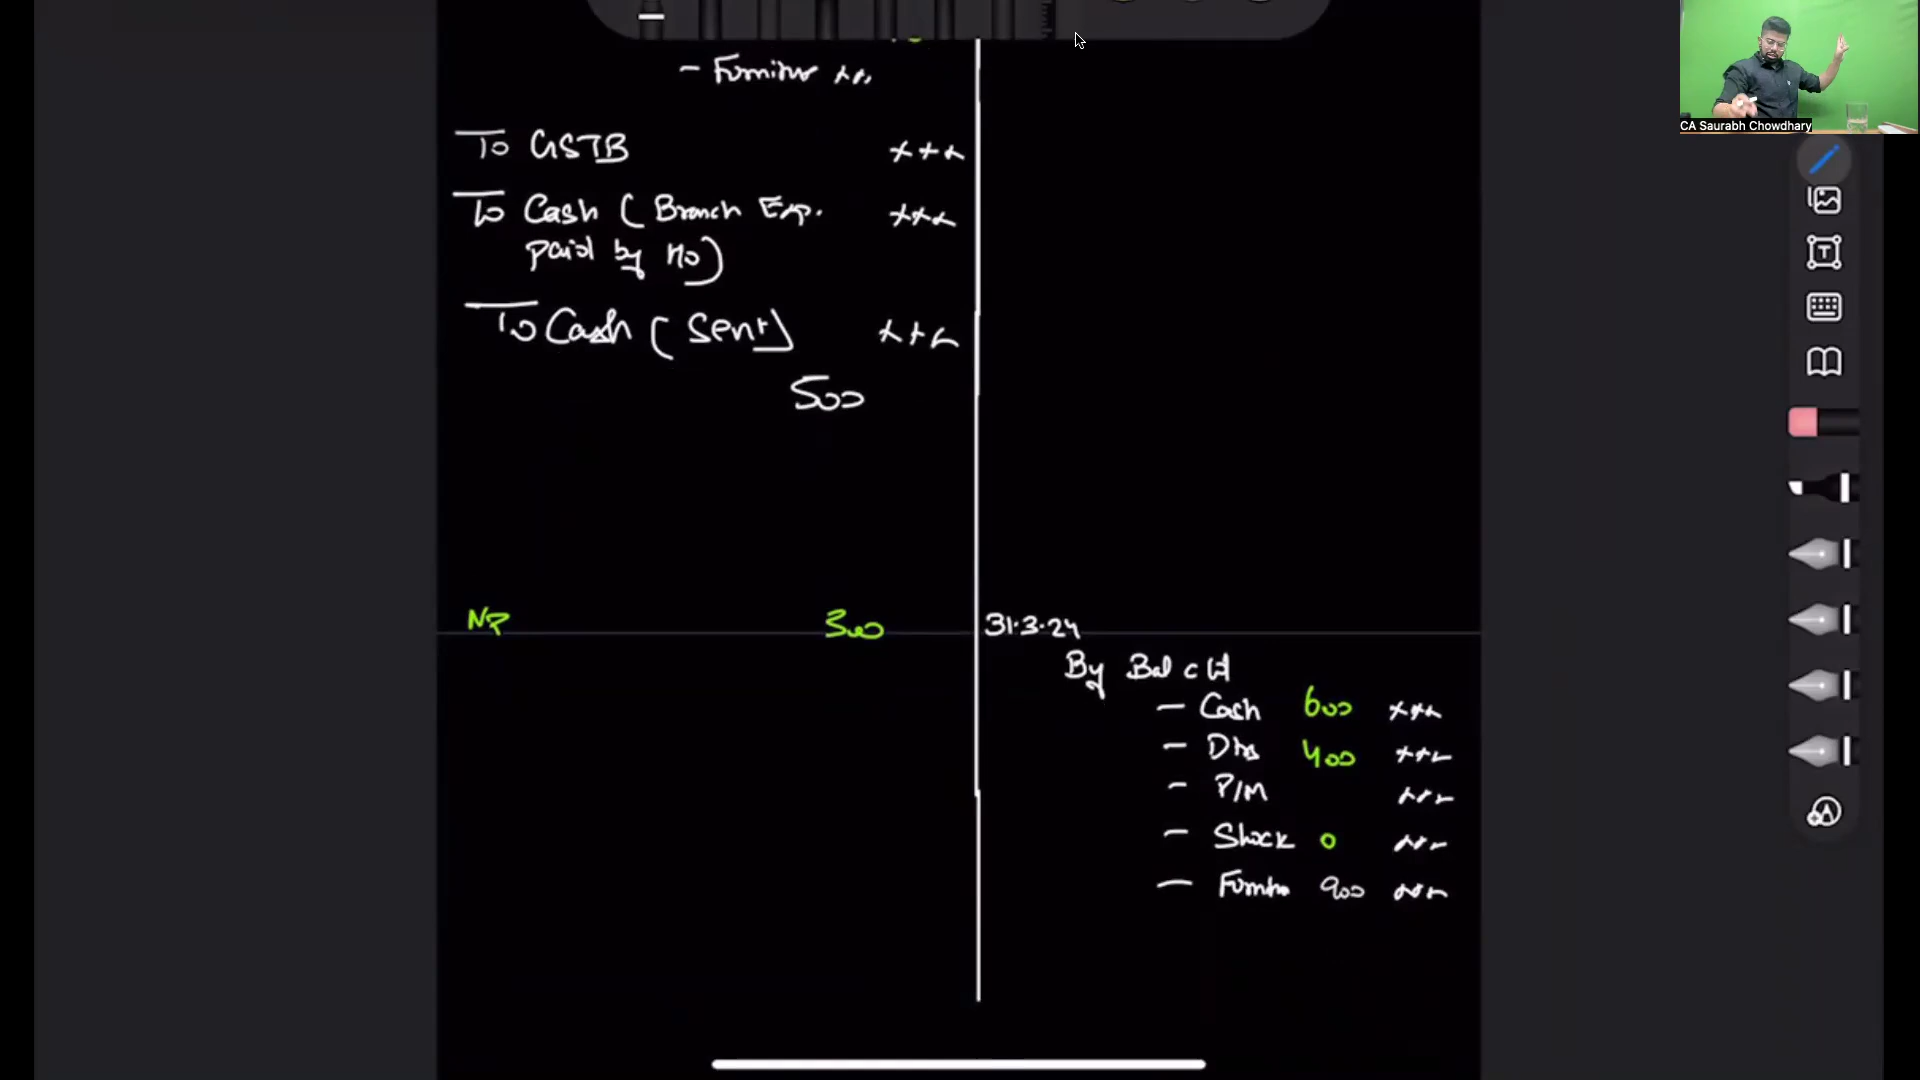 - Furniture xxx
To GSTB xxx
To Cash (Branch Exp. xxx
paid by HO)
To Cash (Sent) xxx
500
NP 300
31.3.24
By Bal c/d
- Cash 600 xxx
- Drs 400 xxx
- P/M xxx
- Stock 0 xxx
- Furnitu 900 xxx
CA Saurabh Chowdhary